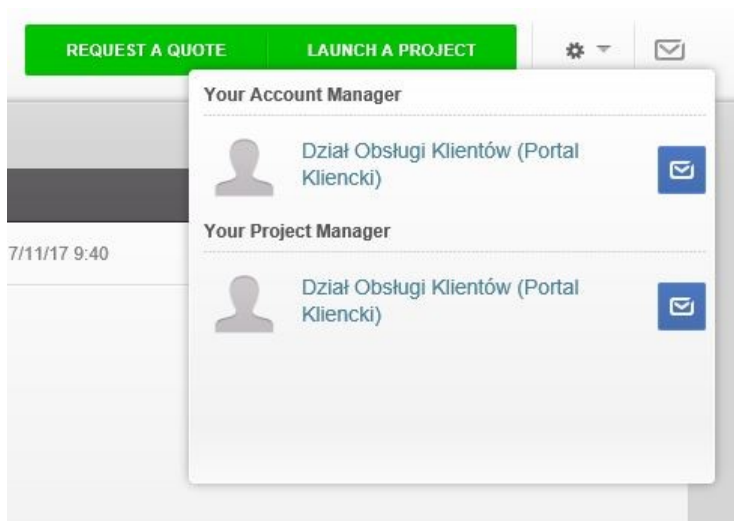 REQUEST A QUOTE LAUNCH A PROJECT
Your Account Manager
Dział Obsługi Klientów (Portal
Kliencki)
Your Project Manager
7/11/17 9:40
Dział Obsługi Klientów (Portal
Kliencki)